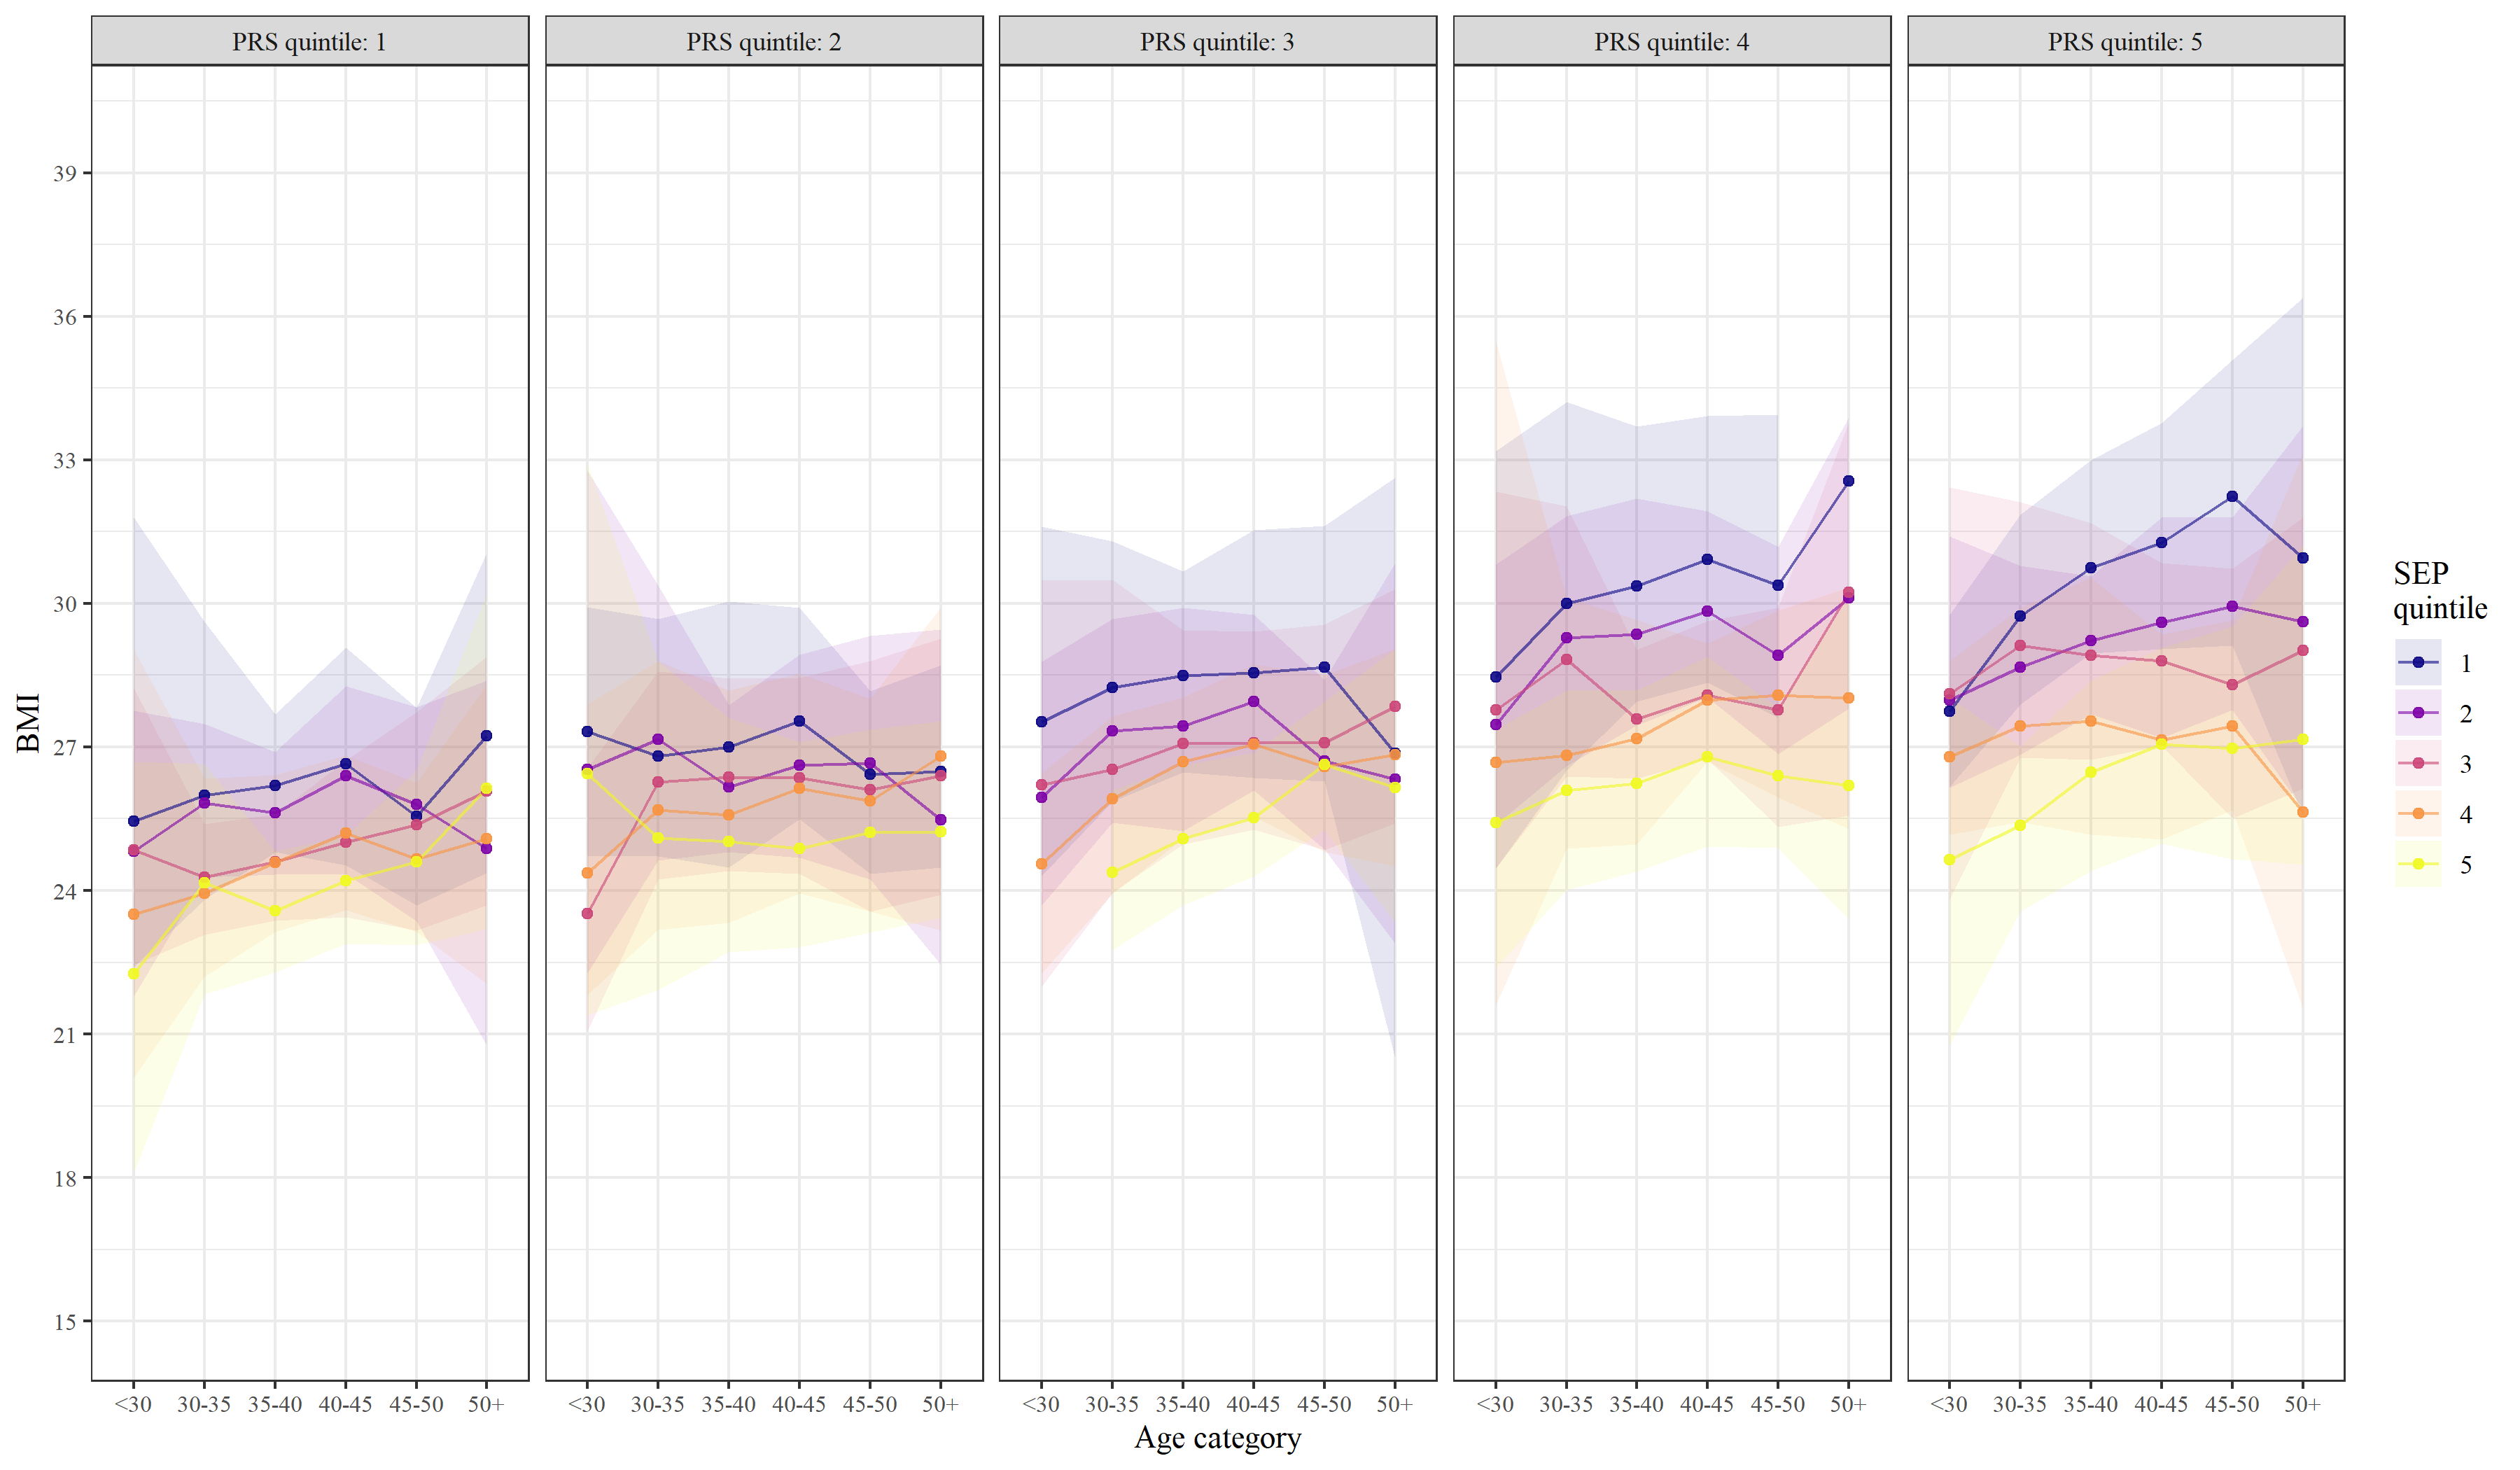 PRS quintile: 1
PRS quintile: 2
PRS quintile: 3
PRS quintile: 4
PRS quintile: 5
39
36
33
30
27
24
21
18
15
BMI
<30 30-35 35-40 40-45 45-50 50+
<30 30-35 35-40 40-45 45-50 50+
<30 30-35 35-40 40-45 45-50 50+
<30 30-35 35-40 40-45 45-50 50+
<30 30-35 35-40 40-45 45-50 50+
Age category
SEP
quintile
1
2
3
4
5